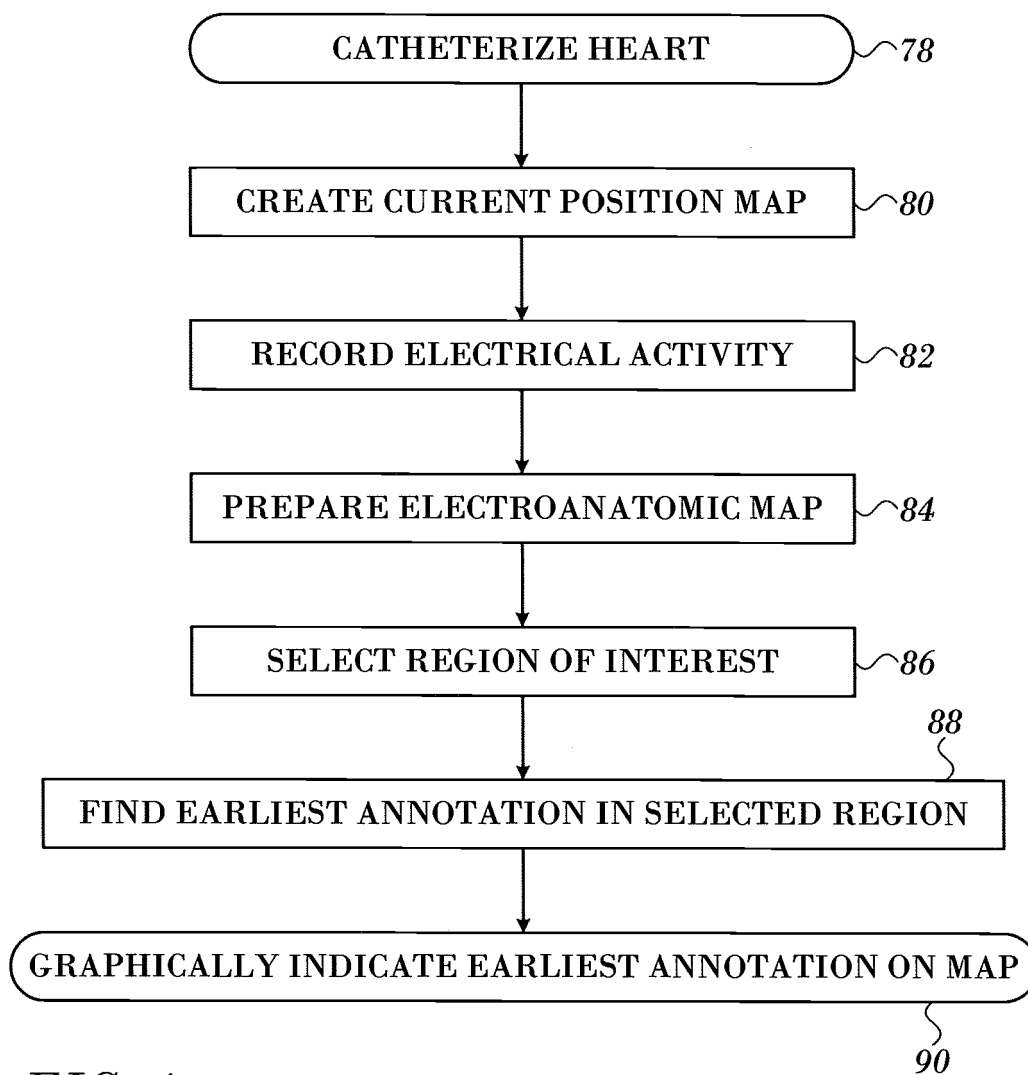 CATHETERIZE HEART
78
CREATE CURRENT POSITION MAP
80
RECORD ELECTRICAL ACTIVITY
82
PREPARE ELECTROANATOMIC MAP
84
SELECT REGION OF INTEREST
86
88
FIND EARLIEST ANNOTATION IN SELECTED REGION
GRAPHICALLY INDICATE EARLIEST ANNOTATION ON MAP
90